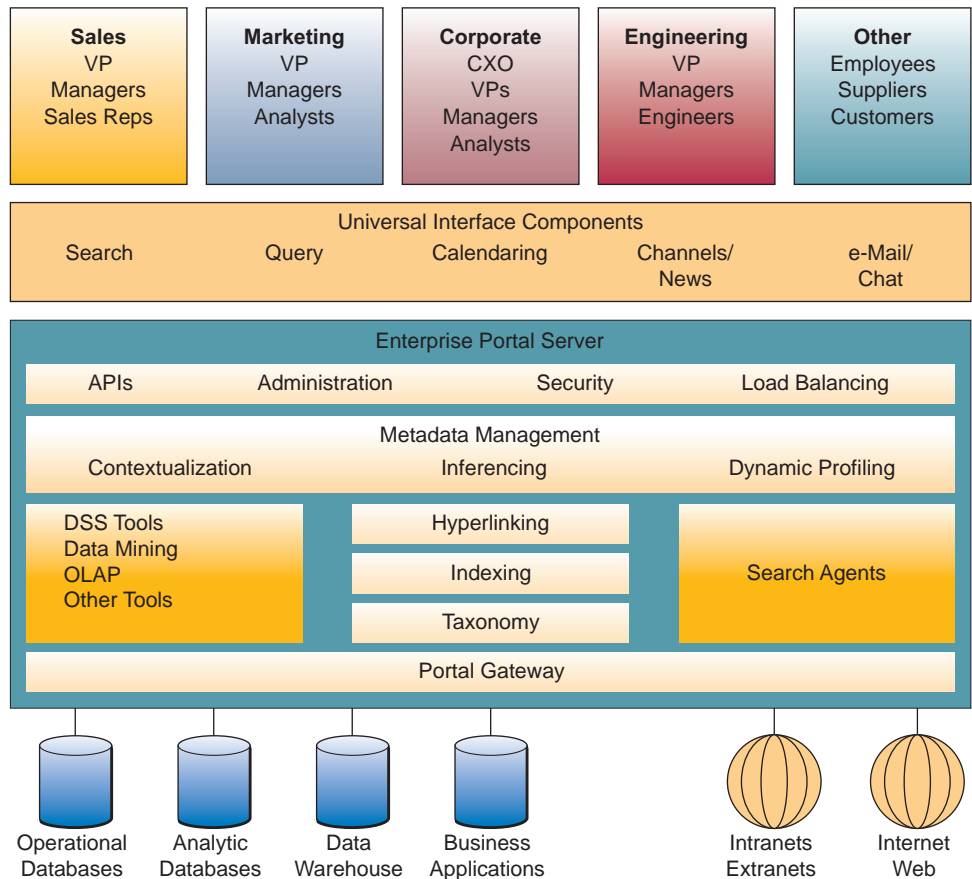 Sales
VP
Managers
Sales Reps
Marketing
VP
Managers
Analysts
Corporate
CXO
VPs
Managers
Analysts
Engineering
VP
Managers
Engineers
Other
Employees
Suppliers
Customers
Universal Interface Components
Search
Query
Calendaring
Channels/
News
e-Mail/
Chat
Enterprise Portal Server
APIs
Administration
Security
Load Balancing
Metadata Management
Contextualization
Inferencing
Dynamic Profiling
DSS Tools
Data Mining
OLAP
Other Tools
Hyperlinking
Indexing
Taxonomy
Search Agents
Portal Gateway
Operational
Databases
Analytic
Databases
Data
Warehouse
Business
Applications
Intranets
Extranets
Internet
Web